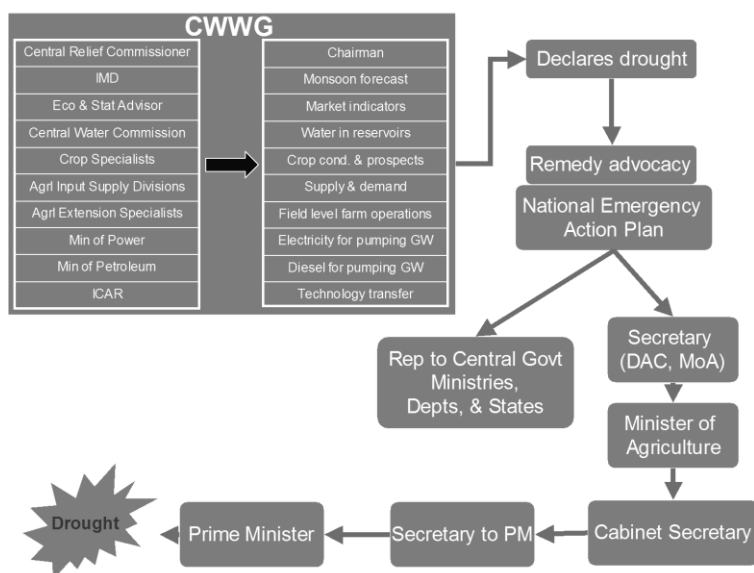 CWWG
Central Relief Commissioner
IMD
Eco & Stat Advisor
Central Water Commission
Crop Specialists
Agrl Input Supply Divisions
Agrl Extension Specialists
Min of Power
Min of Petroleum
ICAR
Chairman
Monsoon forecast
Market indicators
Water in reservoirs
Crop cond. & prospects
Supply & demand
Field level farm operations
Electricity for pumping GW
Diesel for pumping GW
Technology transfer
Declares drought
Remedy advocacy
National Emergency
Action Plan
Rep to Central Govt
Ministries,
Depts, & States
Secretary
(DAC, MoA)
Minister of
Agriculture
Cabinet Secretary
Secretary to PM
Prime Minister
Drought